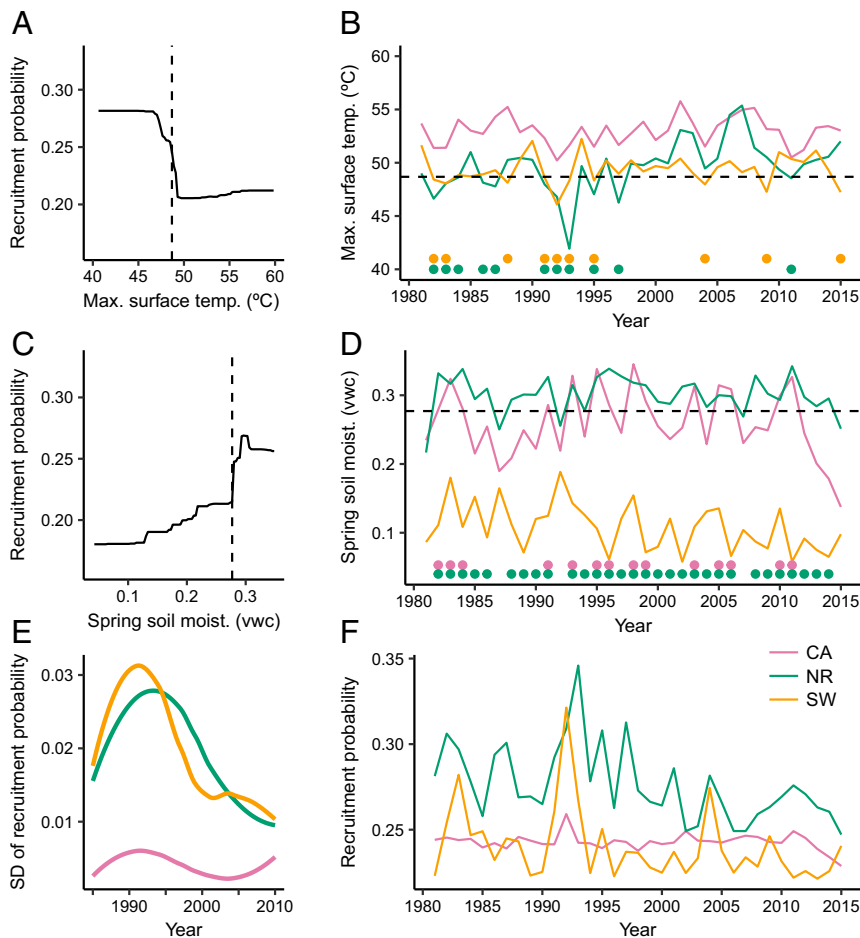 A
Recruitment probability
0.30
0.25
0.20
40 45 50 55 60
Max. surface temp. (ºC)
B
Max. surface temp. (ºC)
60
55
50
45
40
1980 1985 1990 1995 2000 2005 2010 2015
Year
C
Recruitment probability
0.30
0.25
0.20
0.1 0.2 0.3
Spring soil moist. (vwc)
D
Spring soil moist. (vwc)
0.3
0.2
0.1
1980 1985 1990 1995 2000 2005 2010 2015
Year
E
SD of recruitment probability
0.03
0.02
0.01
1990 2000 2010
Year
F
Recruitment probability
0.35
0.30
0.25
1980 1985 1990 1995 2000 2005 2010 2015
Year
CA
NR
SW